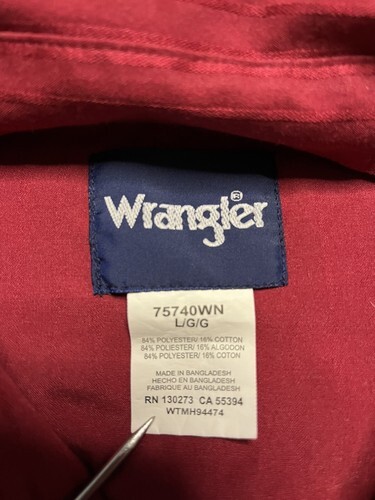 Wrangler®
75740WN
L/G/G
84% POLYESTER/ 16% COTTON
84% POLIESTER/ 16% ALGODON
84% POLYESTER/ 16% COTON
MADE IN BANGLADESH
HECHO EN BANGLADESH
FABRIQUE AU BANGLADESH
RN 130273 CA 55394
WTMH94474